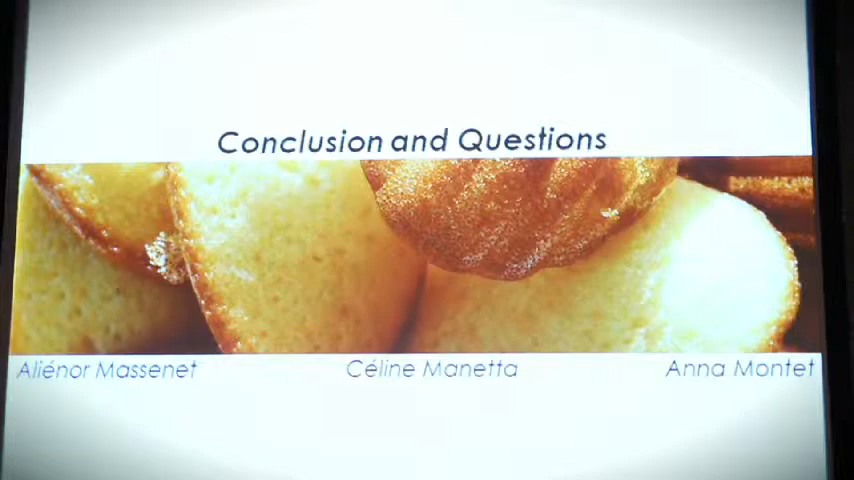 Conclusion and Questions
Aliénor Massenet Céline Manetta Anna Montet